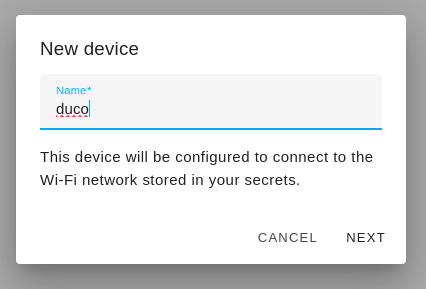 New device
Name*
duco
This device will be configured to connect to the
Wi-Fi network stored in your secrets.
CANCEL NEXT